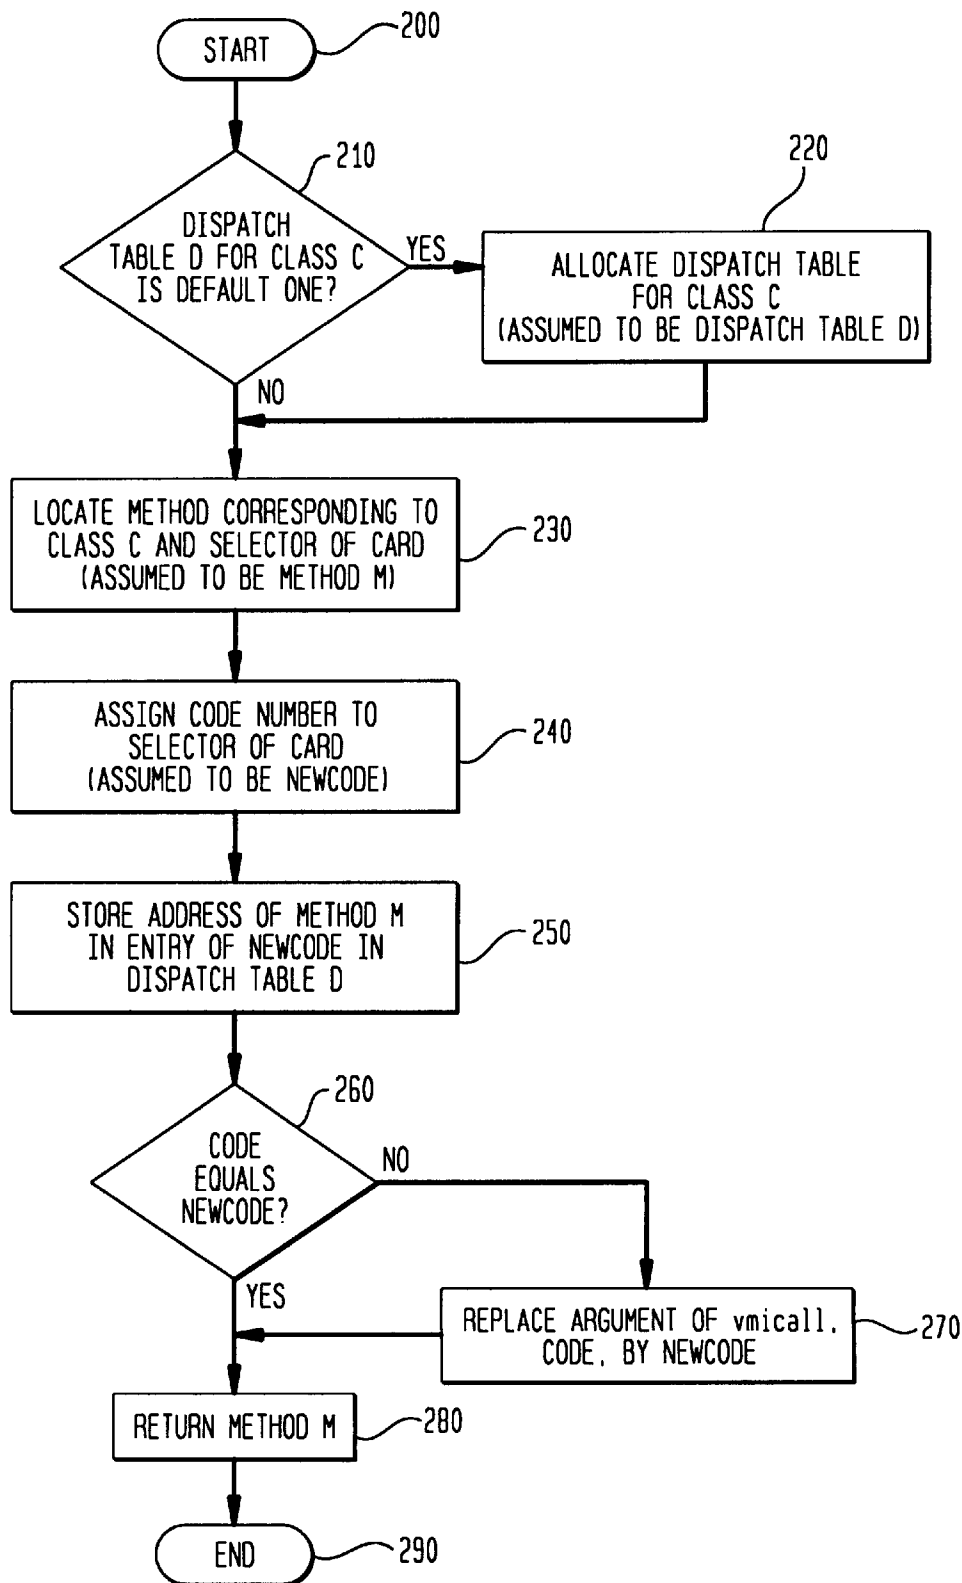 START
200
210
DISPATCH
TABLE D FOR CLASS C
IS DEFAULT ONE?
YES
220
ALLOCATE DISPATCH TABLE
FOR CLASS C
(ASSUMED TO BE DISPATCH TABLE D)
NO
LOCATE METHOD CORRESPONDING TO
CLASS C AND SELECTOR OF CARD
(ASSUMED TO BE METHOD M)
230
ASSIGN CODE NUMBER TO
SELECTOR OF CARD
(ASSUMED TO BE NEWCODE)
240
STORE ADDRESS OF METHOD M
IN ENTRY OF NEWCODE IN
DISPATCH TABLE D
250
260
CODE
EQUALS
NEWCODE?
NO
YES
REPLACE ARGUMENT OF vmicall,
CODE, BY NEWCODE
270
RETURN METHOD M
280
END
290